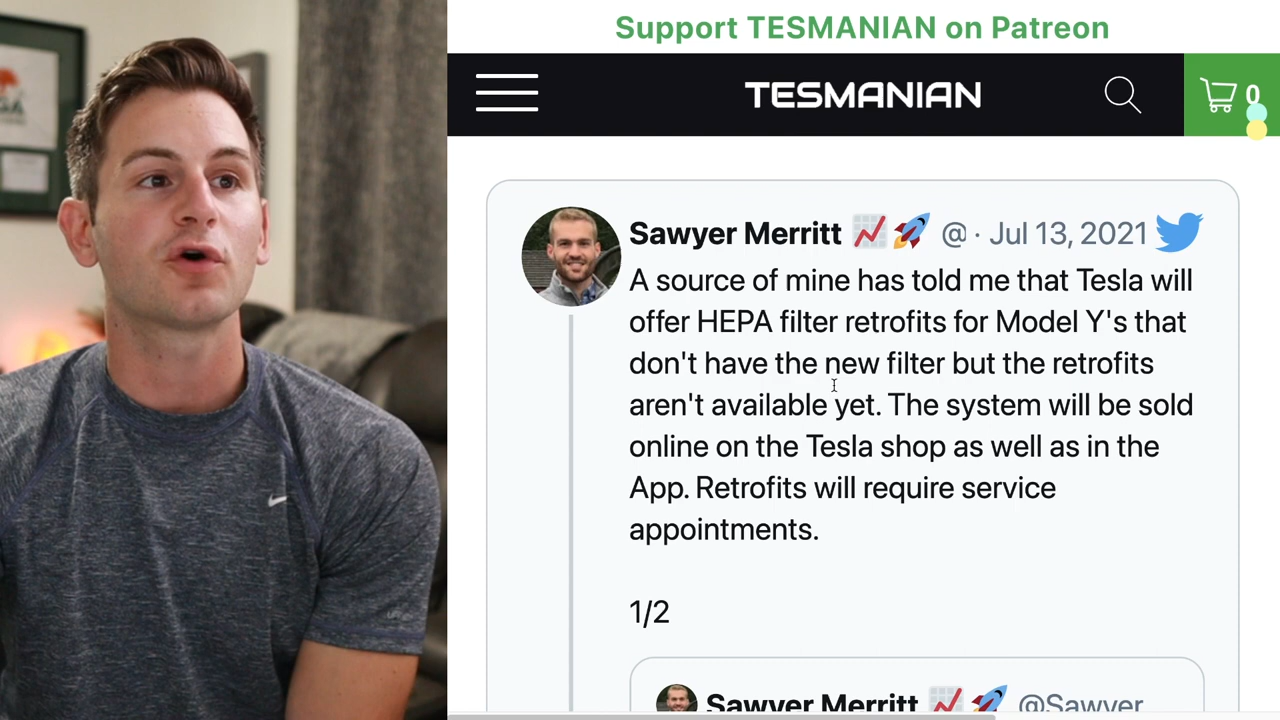 Support TESMANIAN on Patreon
TESMANIAN
0
Sawyer Merritt 📈🚀 @ · Jul 13, 2021
A source of mine has told me that Tesla will
offer HEPA filter retrofits for Model Y's that
don't have the new filter but the retrofits
aren't available yet. The system will be sold
online on the Tesla shop as well as in the
App. Retrofits will require service
appointments.
1/2
Sawyer Merritt 📈🚀 @Sawyer